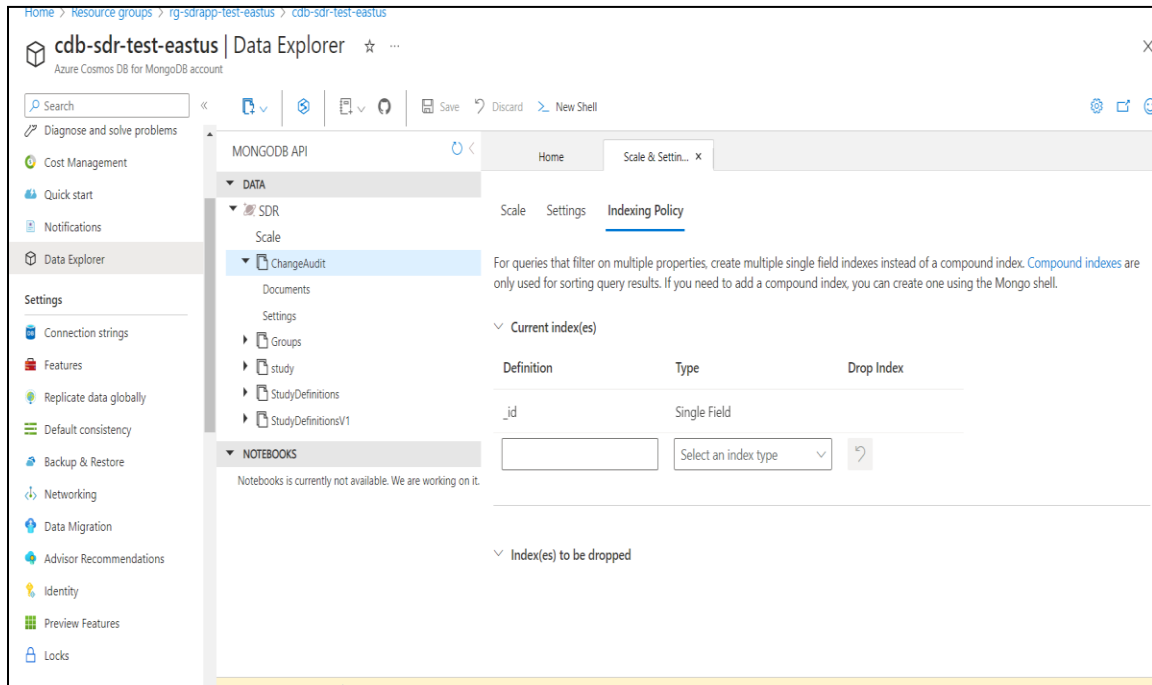 Home > Resource groups > rg-sdrapp-test-eastus > cdb-sdr-test-eastus
cdb-sdr-test-eastus | Data Explorer
Azure Cosmos DB for MongoDB account
Search
Save
Discard
New Shell
Diagnose and solve problems
Cost Management
Quick start
Notifications
Data Explorer
Settings
Connection strings
Features
Replicate data globally
Default consistency
Backup & Restore
Networking
Data Migration
Advisor Recommendations
Identity
Preview Features
Locks
MONGODB API
DATA
SDR
Scale
ChangeAudit
Documents
Settings
Groups
study
StudyDefinitions
StudyDefinitionsV1
NOTEBOOKS
Notebooks is currently not available. We are working on it.
Home
Scale & Settin... x
Scale Settings Indexing Policy
For queries that filter on multiple properties, create multiple single field indexes instead of a compound index. Compound indexes are
only used for sorting query results. If you need to add a compound index, you can create one using the Mongo shell.
Current index(es)
Definition Type Drop Index
_id Single Field
Select an index type
Index(es) to be dropped